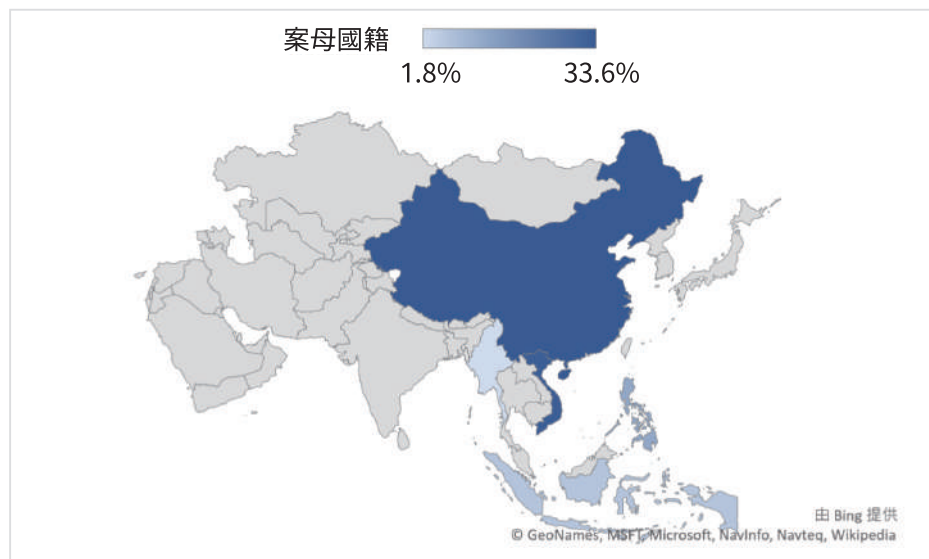 案母國籍
1.8% 33.6%
由 Bing 提供
© GeoNames, MSFT, Microsoft, NavInfo, Navteq, Wikipedia